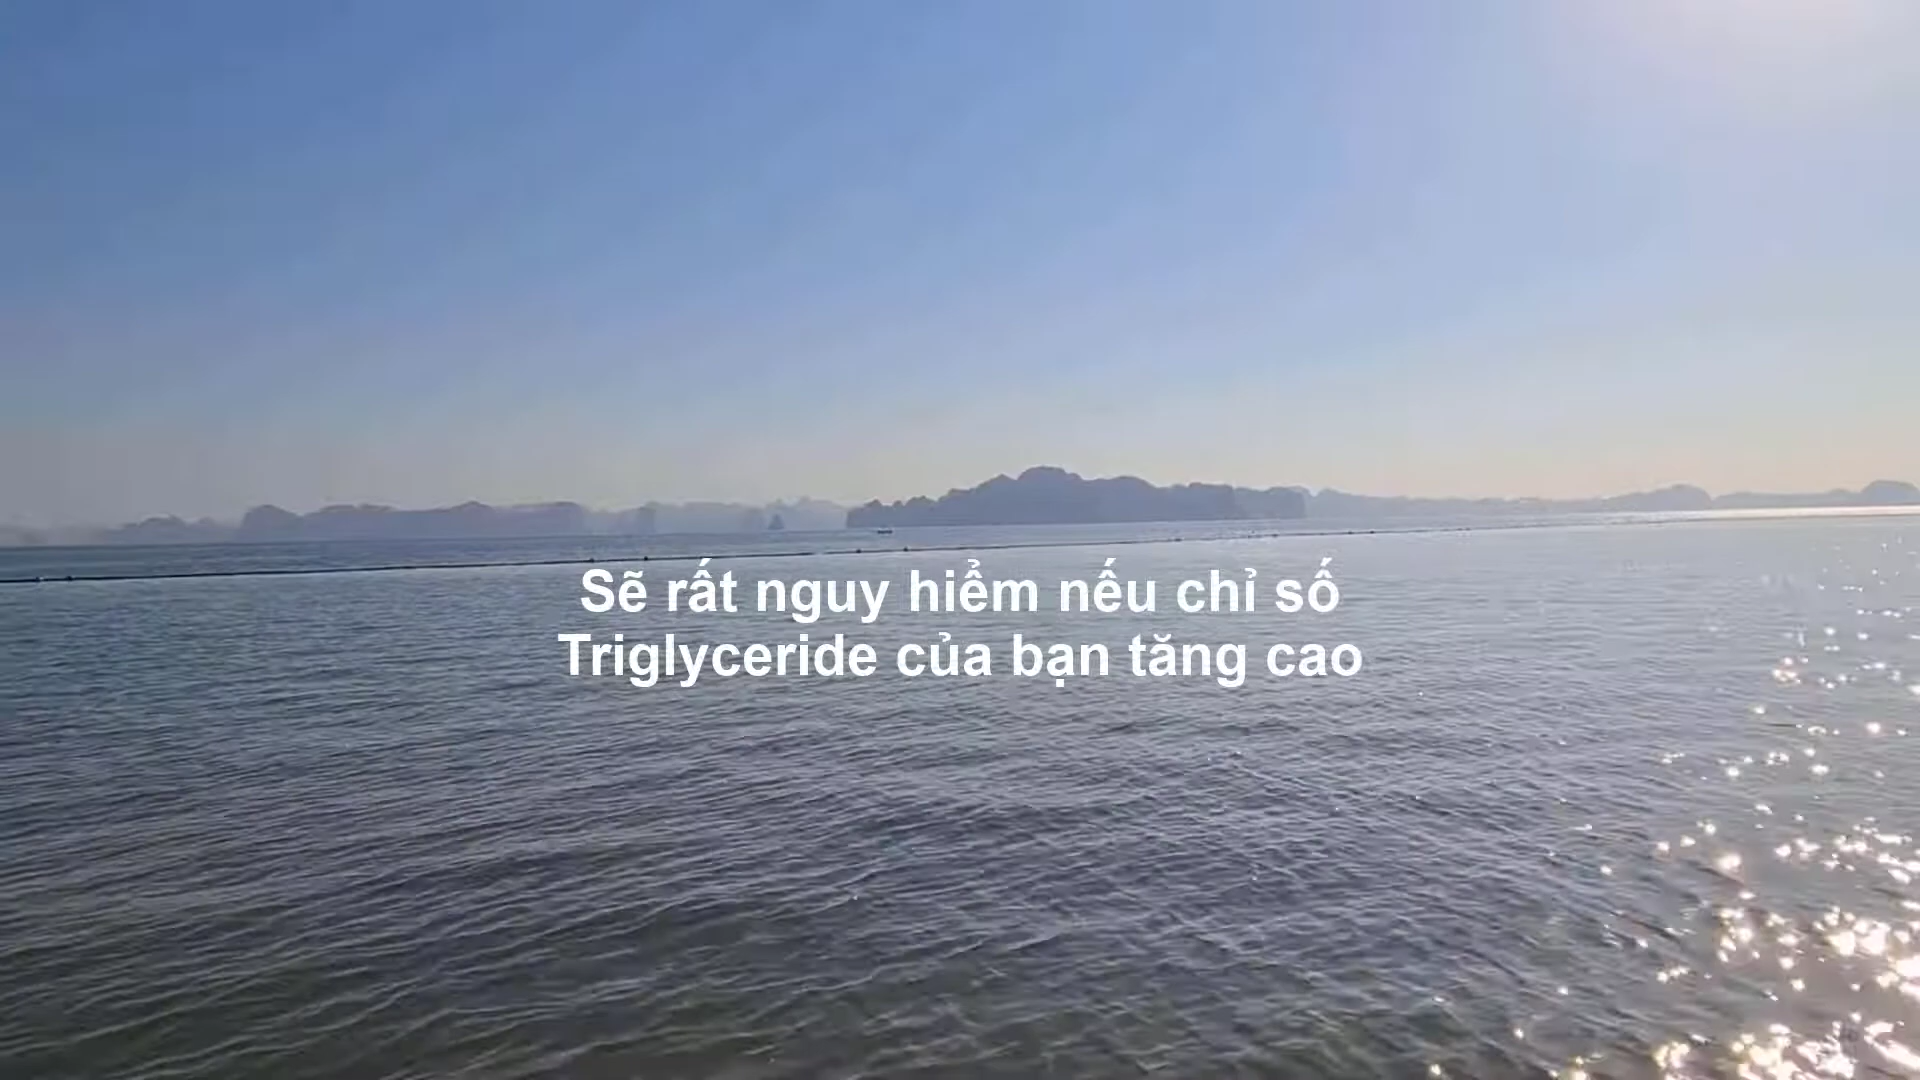 Sẽ rất nguy hiểm nếu chỉ số
Triglyceride của bạn tăng cao